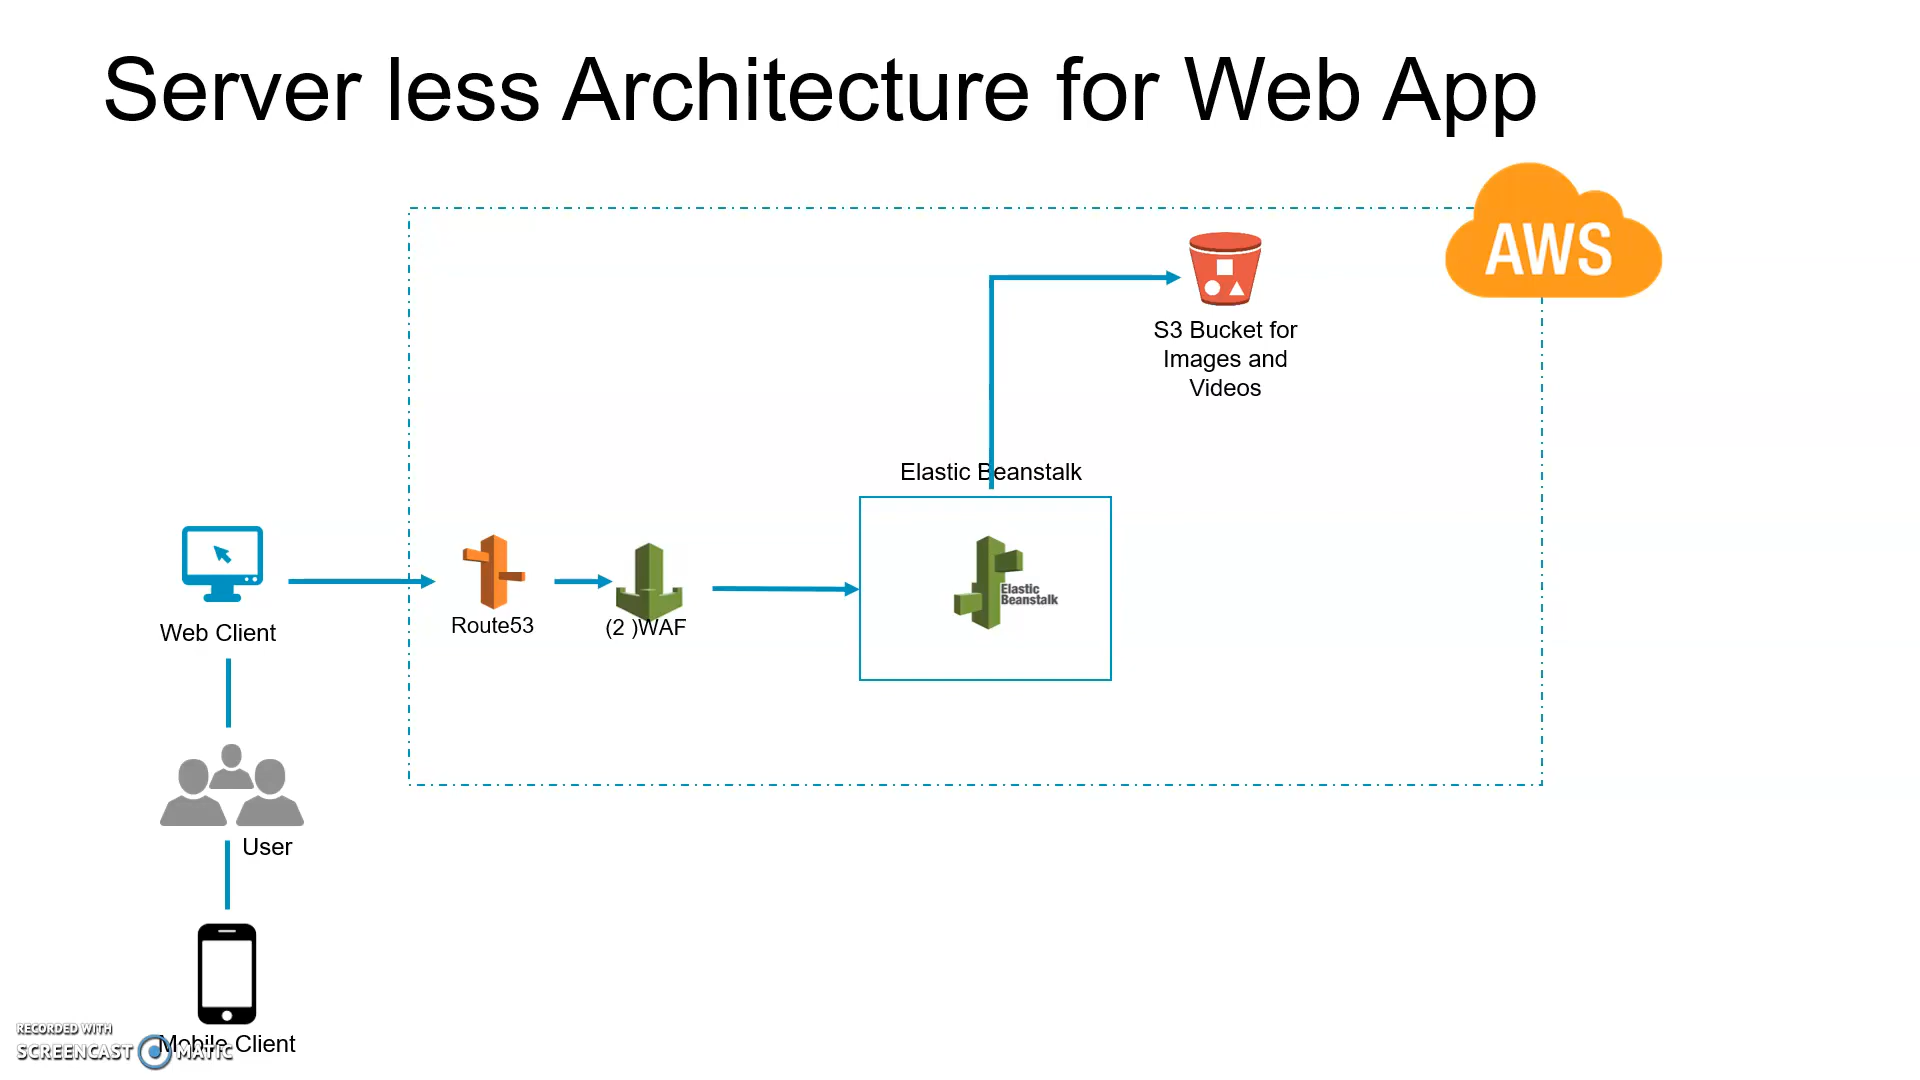 Server less Architecture for Web App
AWS
S3 Bucket for
Images and
Videos
Elastic Beanstalk
Elastic
Beanstalk
Web Client
Route53
(2 )WAF
User
Mobile Client
RECORDED WITH
SCREENCAST MATIC